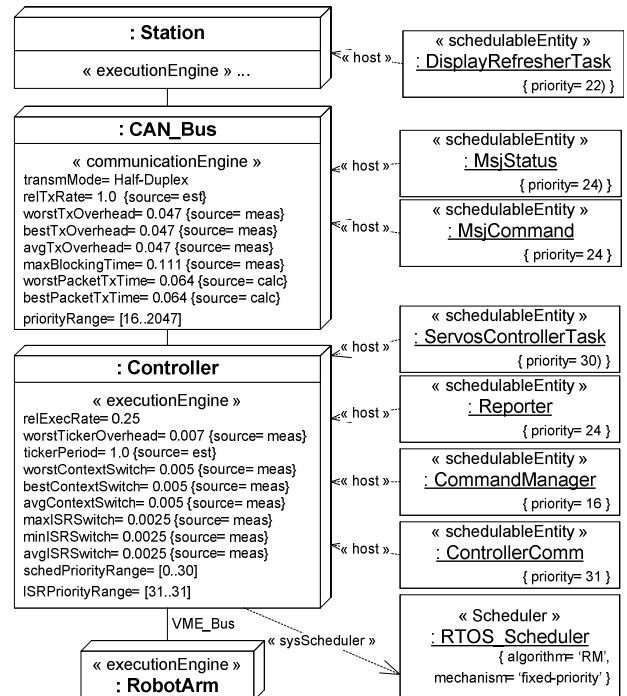 : Station
« executionEngine » ...
« host »
« schedulableEntity »
: DisplayRefresherTask
{ priority= 22) }
: CAN_Bus
« communicationEngine »
transmMode= Half-Duplex
relTxRate= 1.0 {source= est}
worstTxOverhead= 0.047 {source= meas}
bestTxOverhead= 0.047 {source= meas}
avgTxOverhead= 0.047 {source= meas}
maxBlockingTime= 0.111 {source= meas}
worstPacketTxTime= 0.064 {source= calc}
bestPacketTxTime= 0.064 {source= calc}
priorityRange= [16..2047]
« host »
« schedulableEntity »
: MsjStatus
{ priority= 24) }
« host »
« schedulableEntity »
: MsjCommand
{ priority= 24 }
: Controller
« executionEngine »
relExecRate= 0.25
worstTickerOverhead= 0.007 {source= meas}
tickerPeriod= 1.0 {source= est}
worstContextSwitch= 0.005 {source= meas}
bestContextSwitch= 0.005 {source= meas}
avgContextSwitch= 0.005 {source= meas}
maxISRSwitch= 0.0025 {source= meas}
minISRSwitch= 0.0025 {source= meas}
avgISRSwitch= 0.0025 {source= meas}
schedPriorityRange= [0..30]
ISRPriorityRange= [31..31]
« host »
« schedulableEntity »
: ServosControllerTask
{ priority= 30) }
« host »
« schedulableEntity »
: Reporter
{ priority= 24 }
« host »
« schedulableEntity »
: CommandManager
{ priority= 16 }
« host »
« schedulableEntity »
: ControllerComm
{ priority= 31 }
VME_Bus
« sysScheduler »
« Scheduler »
: RTOS_Scheduler
{ algorithm= ‘RM’,
mechanism= ‘fixed-priority’ }
« executionEngine »
: RobotArm